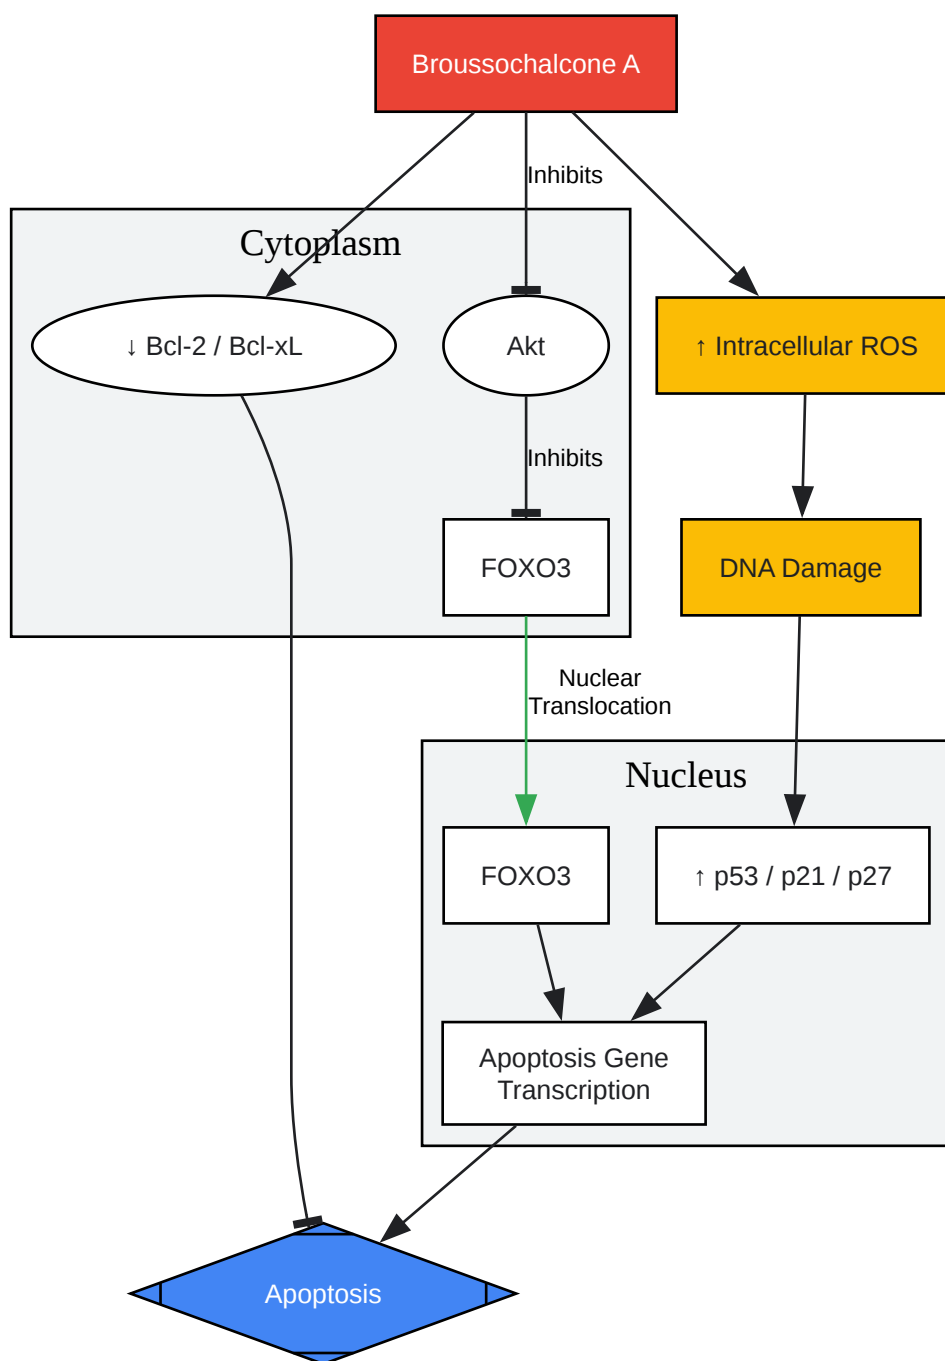 Broussochalcone A
Inhibits
Cytoplasm
↓ Bcl-2 / Bcl-xL
Akt
↑ Intracellular ROS
Inhibits
FOXO3
DNA Damage
Nuclear
Translocation
Nucleus
FOXO3
↑ p53 / p21 / p27
Apoptosis Gene
Transcription
Apoptosis